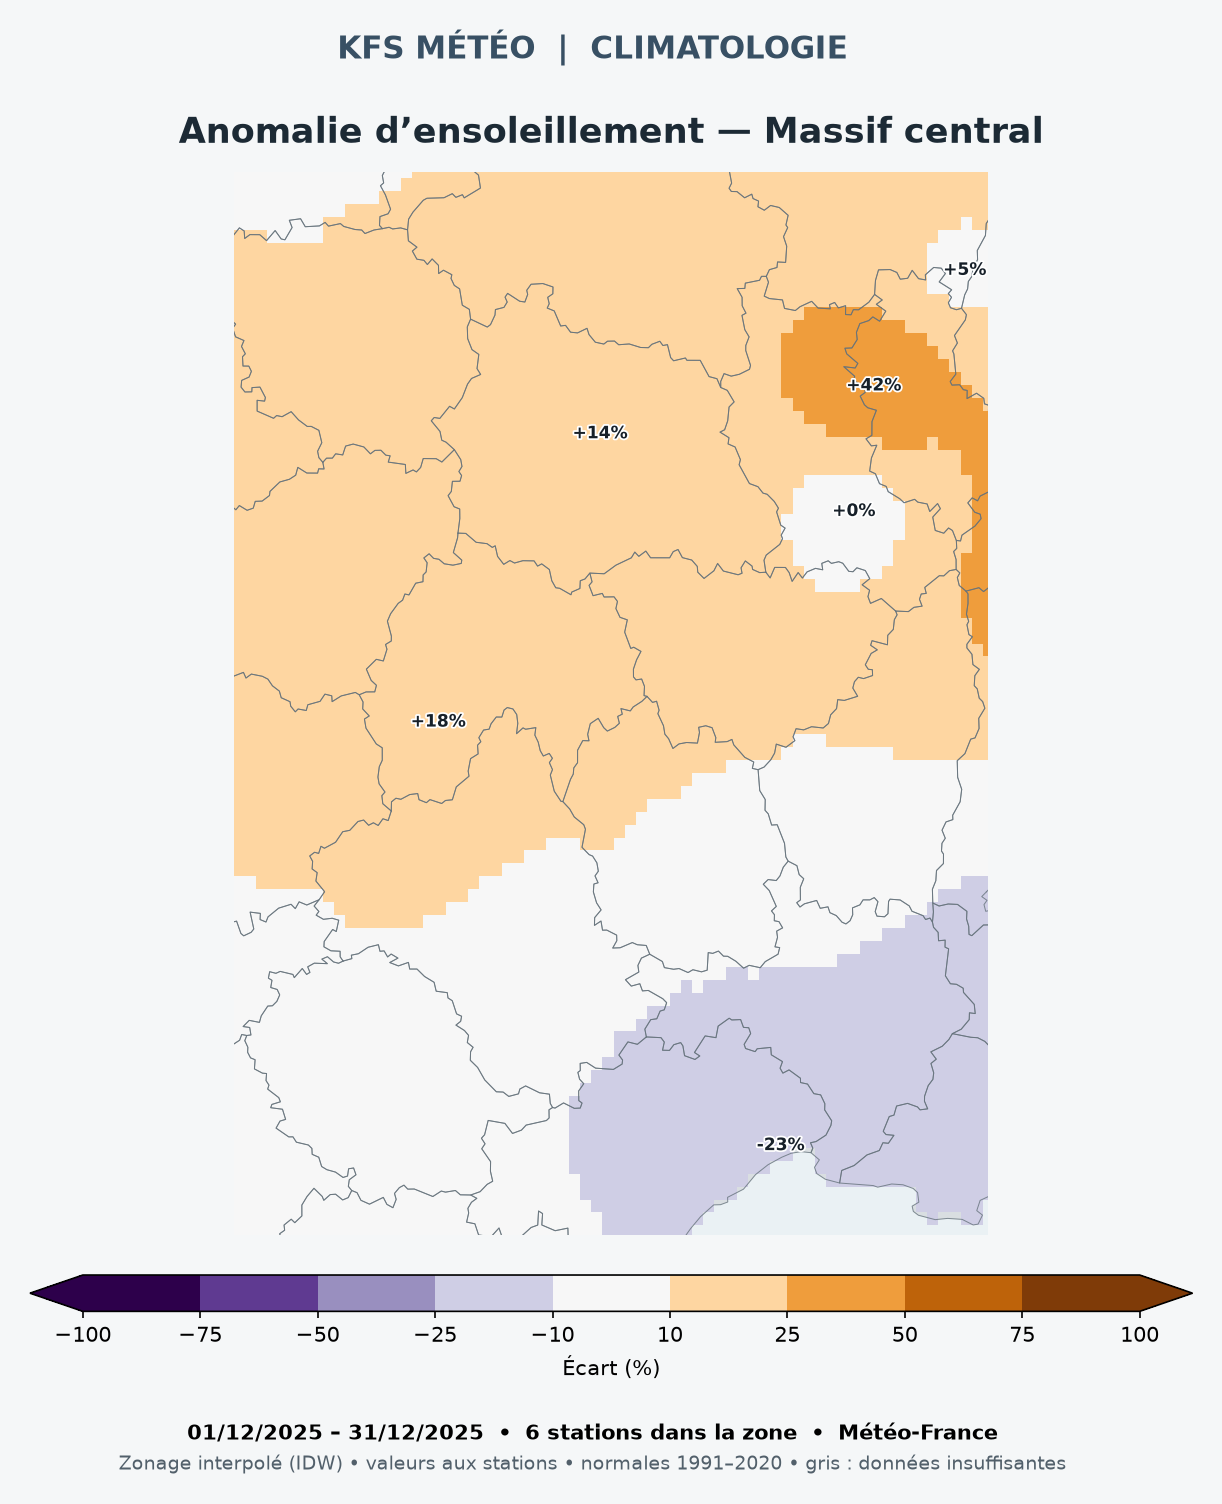 KFS MÉTÉO | CLIMATOLOGIE
Anomalie d’ensoleillement — Massif central
+5%
+42%
+14%
+0%
+18%
-23%
−100 −75 −50 −25 −10 10 25 50 75 100
Écart (%)
01/12/2025 – 31/12/2025 • 6 stations dans la zone • Météo-France
Zonage interpolé (IDW) • valeurs aux stations • normales 1991–2020 • gris : données insuffisantes